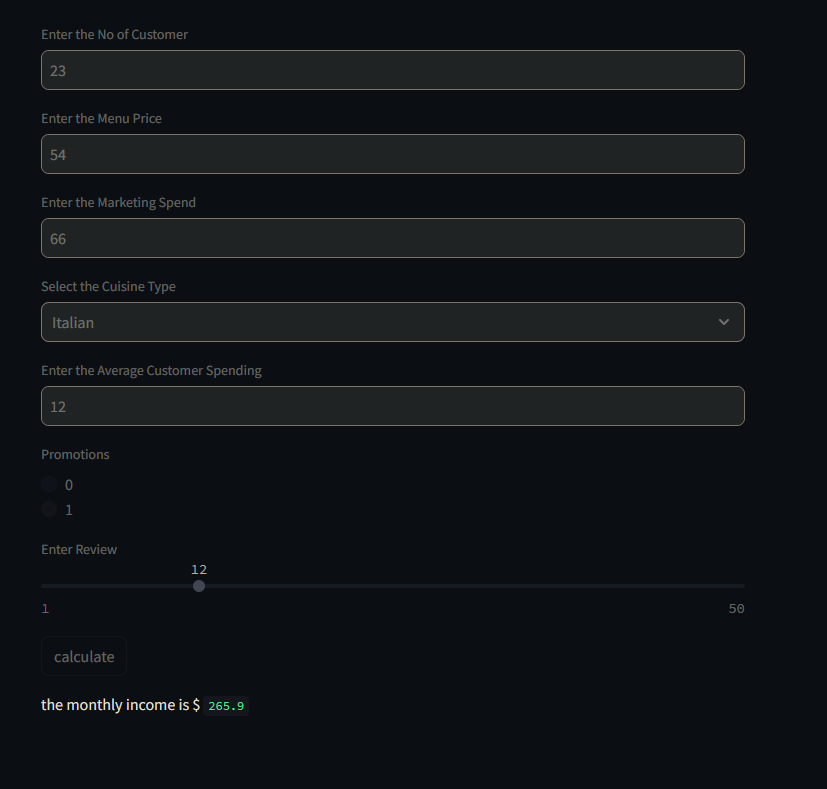 Enter the No of Customer
23
Enter the Menu Price
54
Enter the Marketing Spend
66
Select the Cuisine Type
Italian
Enter the Average Customer Spending
12
Promotions
0
1
Enter Review
12
1 50
calculate
the monthly income is $ 265.9